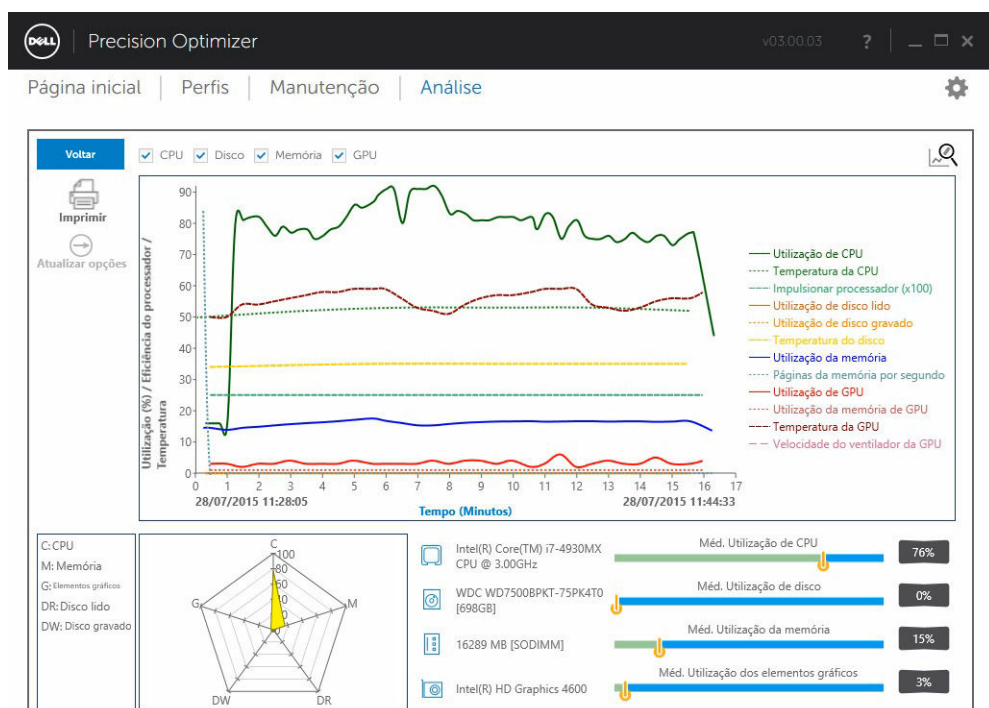 DELL
Precision Optimizer
v03.00.03
?
Página inicial
Perfis
Manutenção
Análise
Voltar
CPU
Disco
Memória
GPU
Imprimir
Atualizar opções
Utilização (%) / Eficiência do processador /
Temperatura
90
80
70
60
50
40
30
20
10
0
0 1 2 3 4 5 6 7 8 9 10 11 12 13 14 15 16 17
28/07/2015 11:28:05
28/07/2015 11:44:33
Tempo (Minutos)
Utilização de CPU
Temperatura da CPU
Impulsionar processador (x100)
Utilização de disco lido
Utilização de disco gravado
Temperatura do disco
Utilização da memória
Páginas da memória por segundo
Utilização de GPU
Utilização da memória de GPU
Temperatura da GPU
Velocidade do ventilador da GPU
C: CPU
M: Memória
G: Elementos gráficos
DR: Disco lido
DW: Disco gravado
C
100
80
60
G
M
DW
DR
Intel(R) Core(TM) i7-4930MX
CPU @ 3.00GHz
Méd. Utilização de CPU
76%
WDC WD7500BPKT-75PK4T0
[698GB]
Méd. Utilização de disco
0%
16289 MB [SODIMM]
Méd. Utilização da memória
15%
Intel(R) HD Graphics 4600
Méd. Utilização dos elementos gráficos
3%